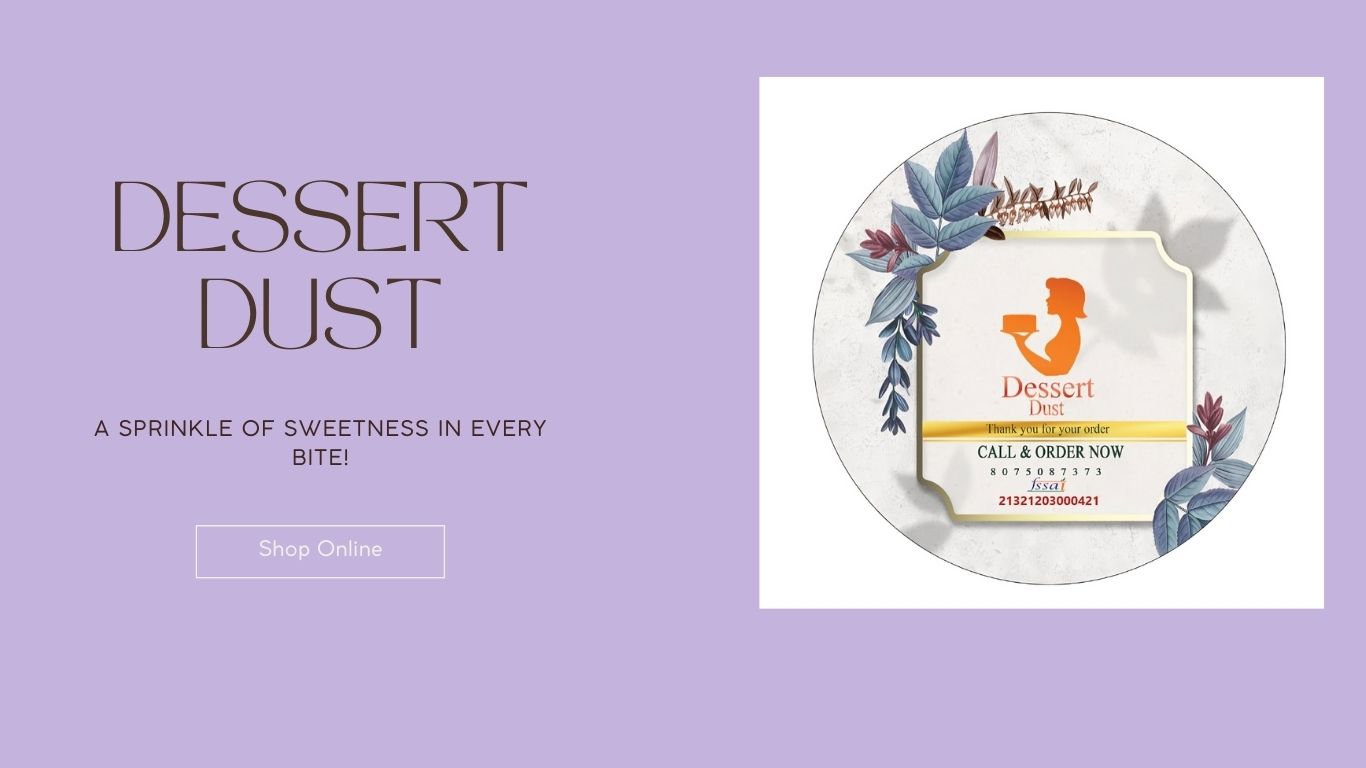 DESSERT
DUST
A SPRINKLE OF SWEETNESS IN EVERY
BITE!
Shop Online
Dessert
Dust
Thank you for your order
CALL & ORDER NOW
8075087373
fssai
21321203000421